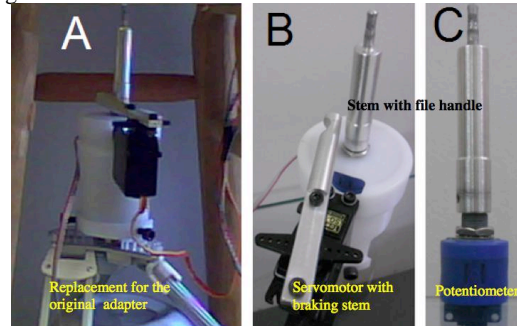 A
B
C
Stem with file handle
Replacement for the
original adapter
Servomotor with
braking stem
Potentiometer